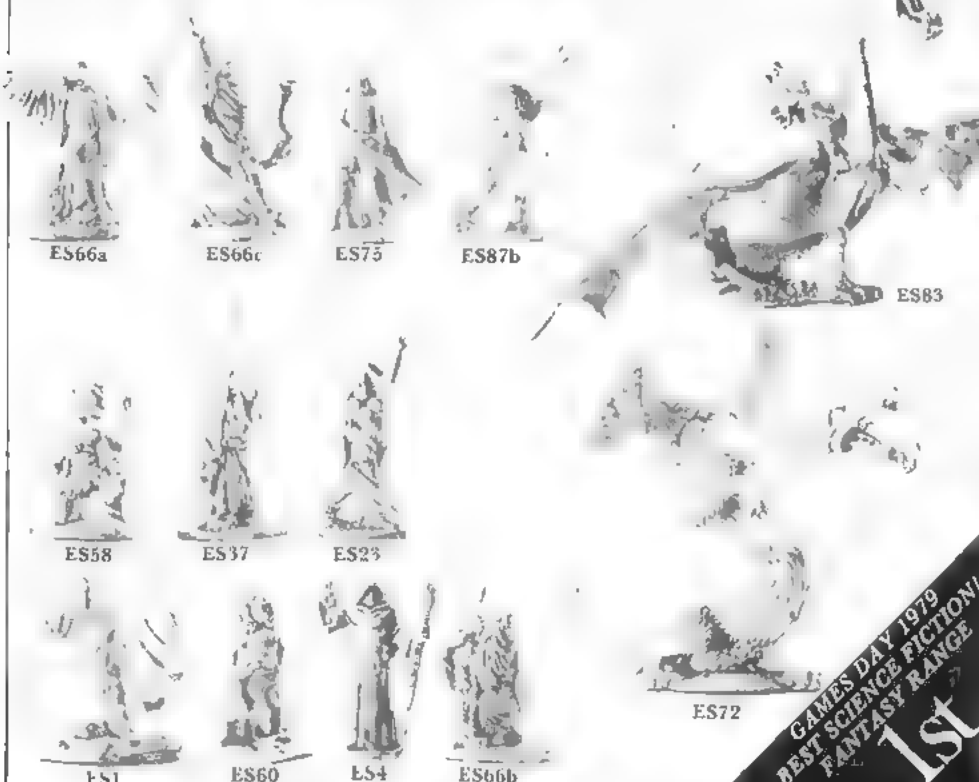 ES66a
ES66c
ES75
ES87b
ES83
ES58
ES37
ES23
ES72
ES1
ES60
ES4
ES66b
GAMES DAY 1979
BEST SCIENCE FICTION/
FANTASY RANGE
1st